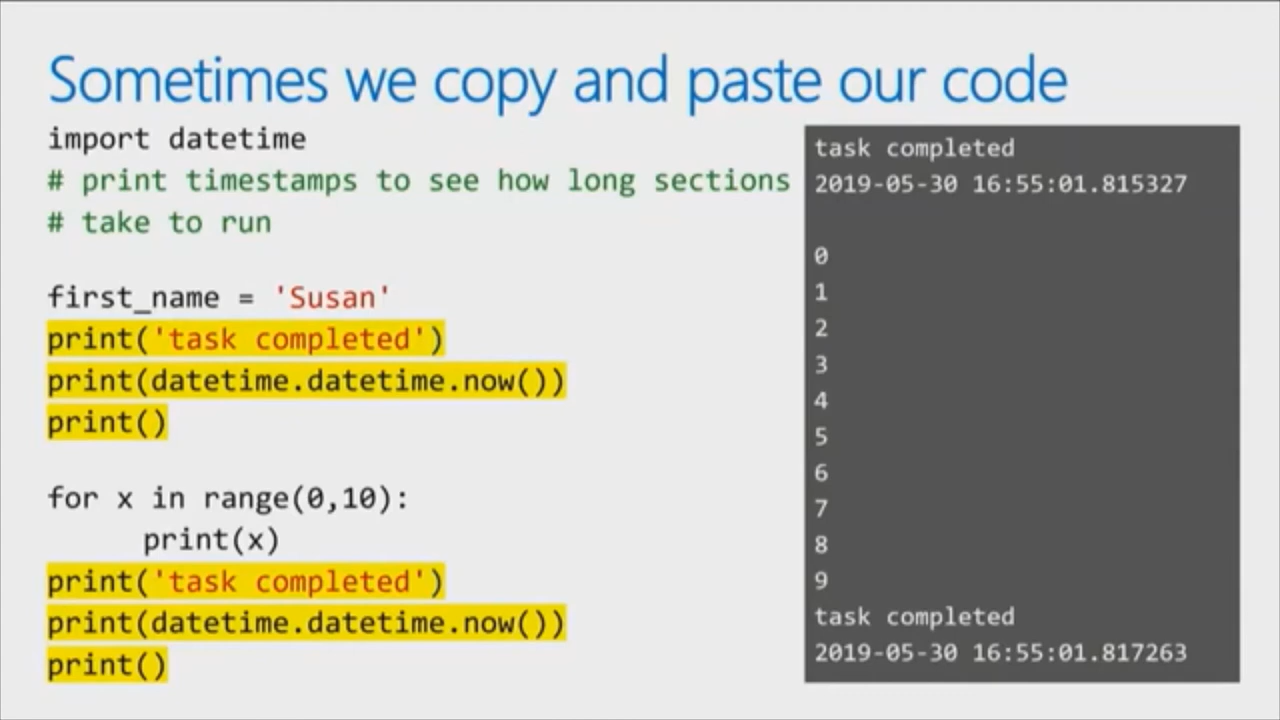 Sometimes we copy and paste our code
import datetime
# print timestamps to see how long sections
# take to run
first_name = 'Susan'
print('task completed')
print(datetime.datetime.now())
print()
for x in range(0,10):
print(x)
print('task completed')
print(datetime.datetime.now())
print()
task completed
2019-05-30 16:55:01.815327
0
1
2
3
4
5
6
7
8
9
task completed
2019-05-30 16:55:01.817263